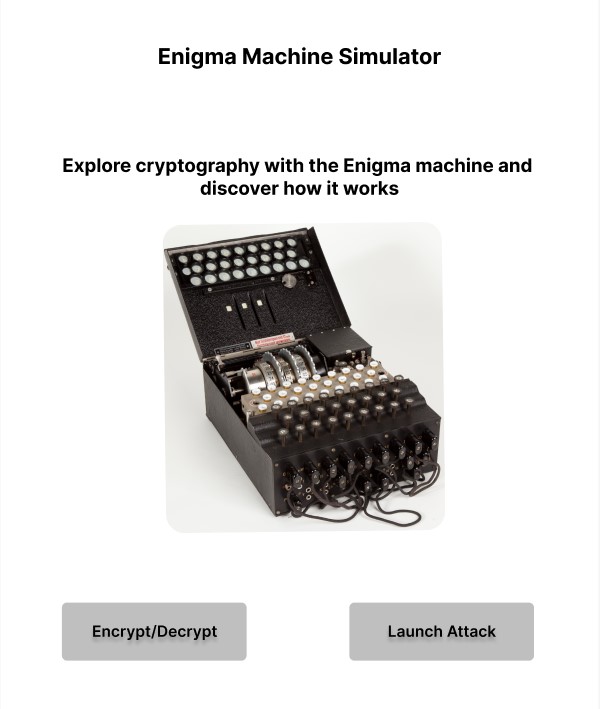 Enigma Machine Simulator
Explore cryptography with the Enigma machine and
discover how it works
Encrypt/Decrypt
Launch Attack